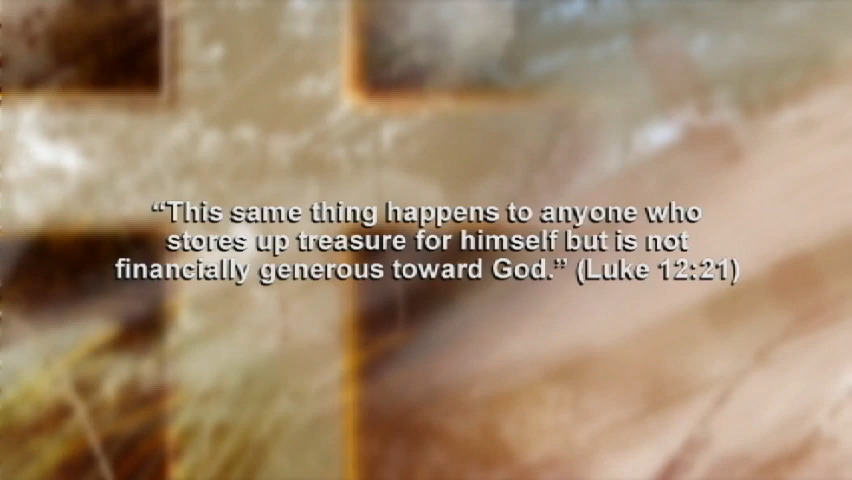 “This same thing happens to anyone who
stores up treasure for himself but is not
financially generous toward God.” (Luke 12:21)